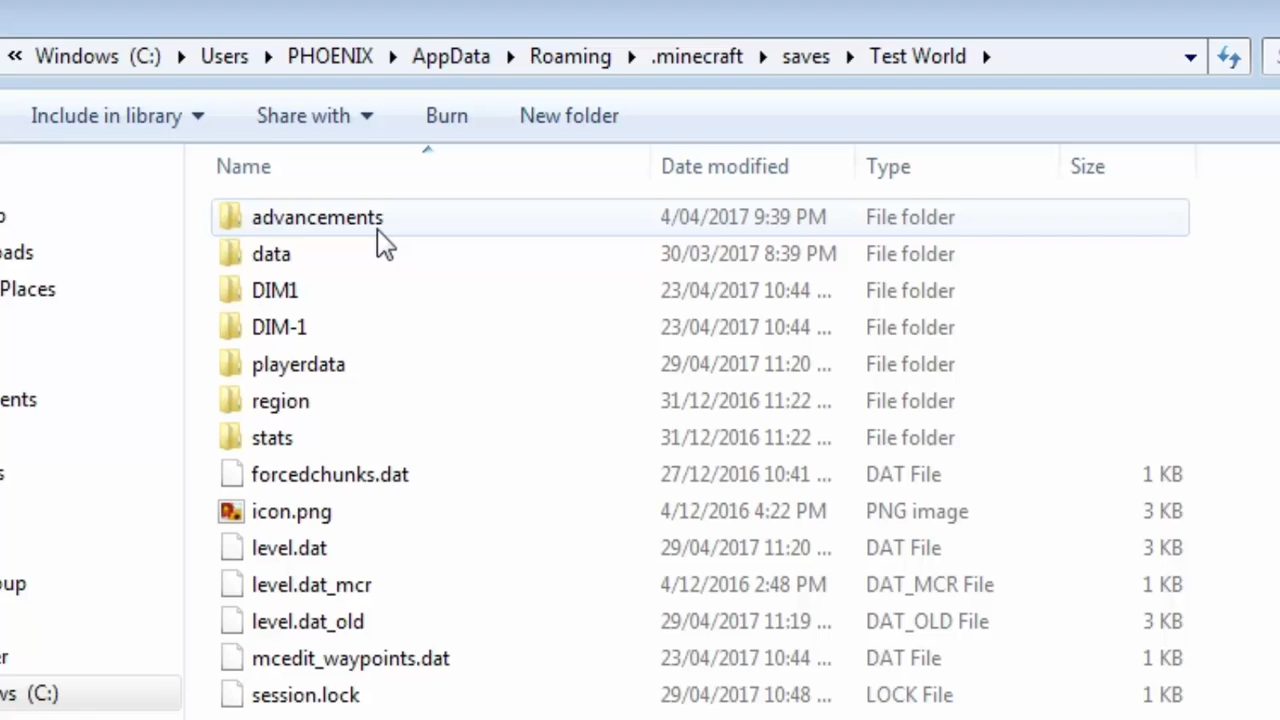 « Windows (C:) ▸ Users ▸ PHOENIX ▸ AppData ▸ Roaming ▸ .minecraft ▸ saves ▸ Test World ▸
Include in library Share with Burn New folder
Name Date modified Type Size
advancements 4/04/2017 9:39 PM File folder
data 30/03/2017 8:39 PM File folder
oads
DIM1 23/04/2017 10:44 ... File folder
Places
DIM-1 23/04/2017 10:44 ... File folder
playerdata 29/04/2017 11:20 ... File folder
region 31/12/2016 11:22 ... File folder
ents
stats 31/12/2016 11:22 ... File folder
forcedchunks.dat 27/12/2016 10:41 ... DAT File 1 KB
icon.png 4/12/2016 4:22 PM PNG image 3 KB
level.dat 29/04/2017 11:20 ... DAT File 3 KB
level.dat_mcr 4/12/2016 2:48 PM DAT_MCR File 1 KB
oup
level.dat_old 29/04/2017 11:19 ... DAT_OLD File 3 KB
mcedit_waypoints.dat 23/04/2017 10:44 ... DAT File 1 KB
er
session.lock 29/04/2017 10:48 ... LOCK File 1 KB
ws (C:)